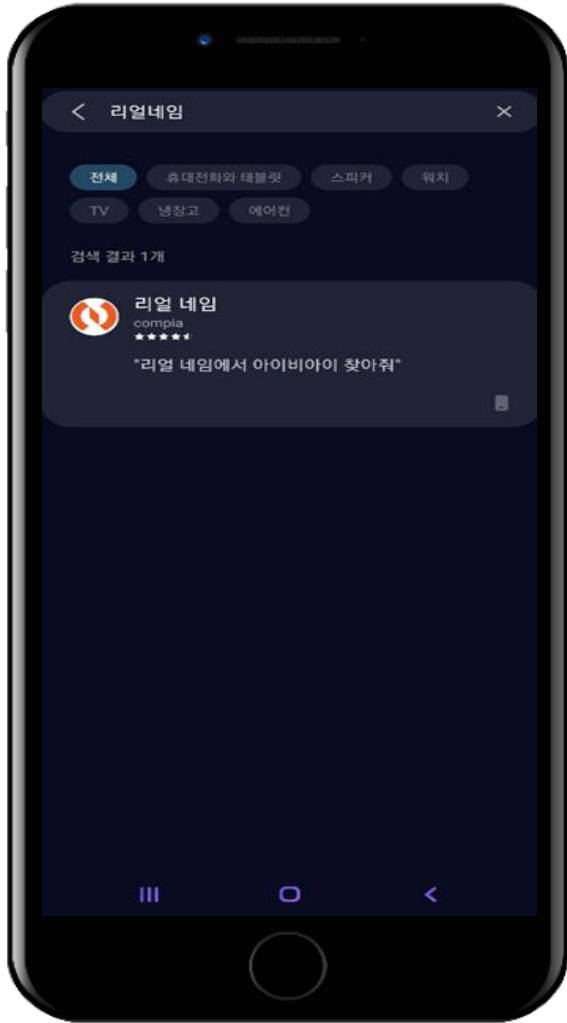 리얼네임
전체 휴대전화와 태블릿 스피커 워치
TV 냉장고 에어컨
검색 결과 1개
리얼 네임
compia
"리얼 네임에서 아이비아이 찾아줘"